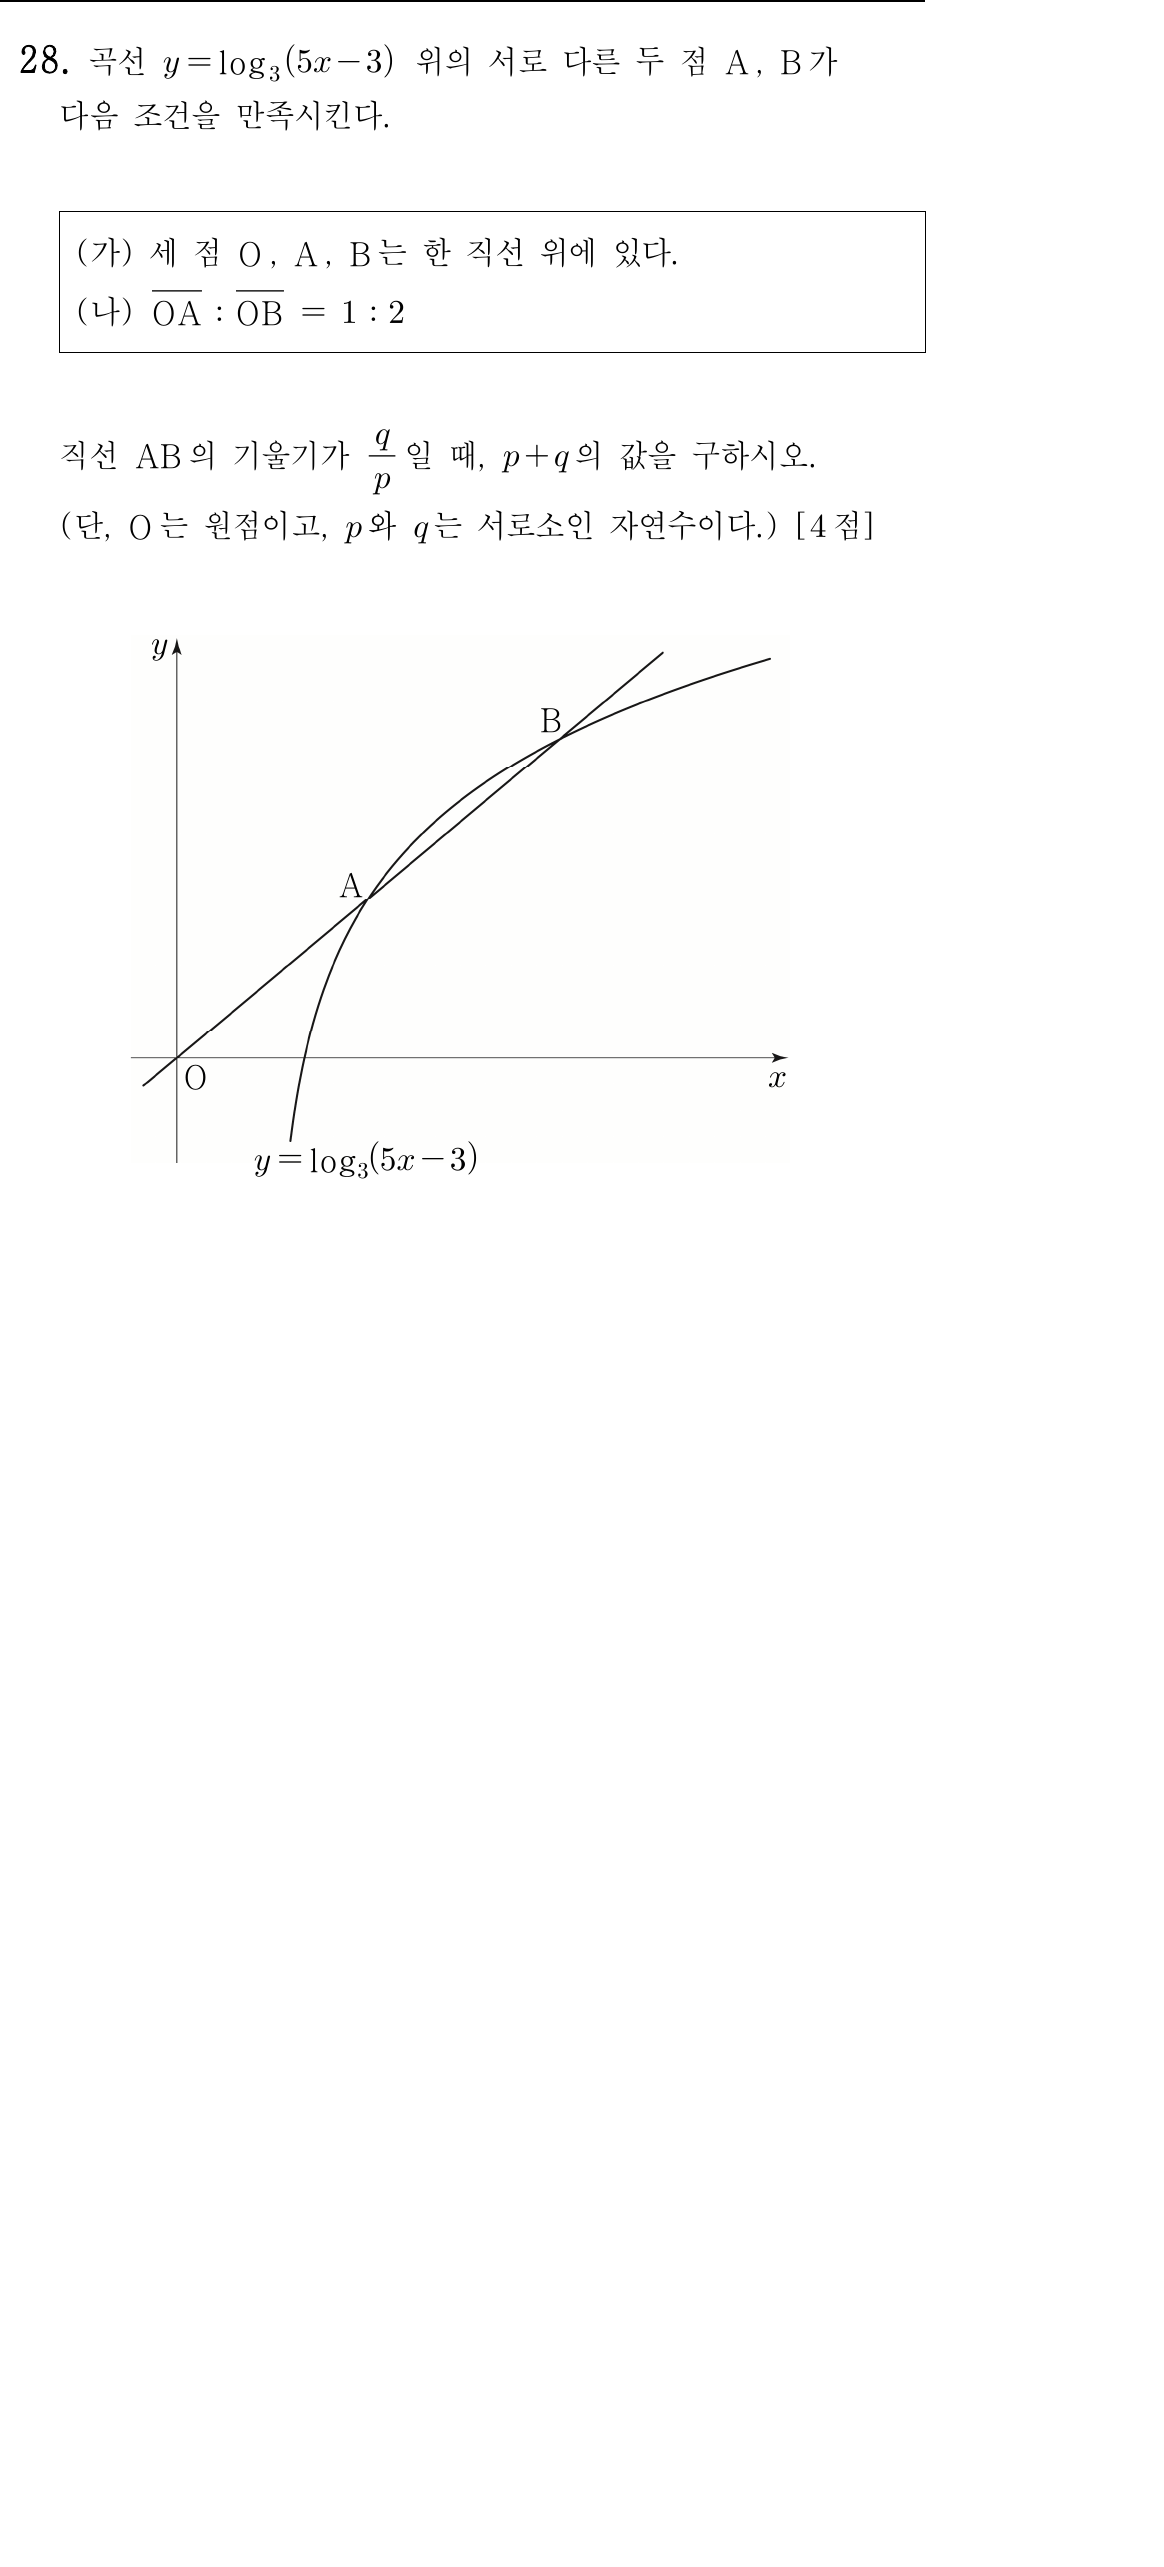 28. 곡선 y=log₃(5x-3) 위의 서로 다른 두 점 A, B가
다음 조건을 만족시킨다.
(가) 세 점 O, A, B는 한 직선 위에 있다.
(나) O̅A̅ : O̅B̅ = 1 : 2
직선 AB의 기울기가 q/p일 때, p+q의 값을 구하시오.
(단, O는 원점이고, p와 q는 서로소인 자연수이다.) [4점]
y
B
A
O
x
y=log₃(5x-3)